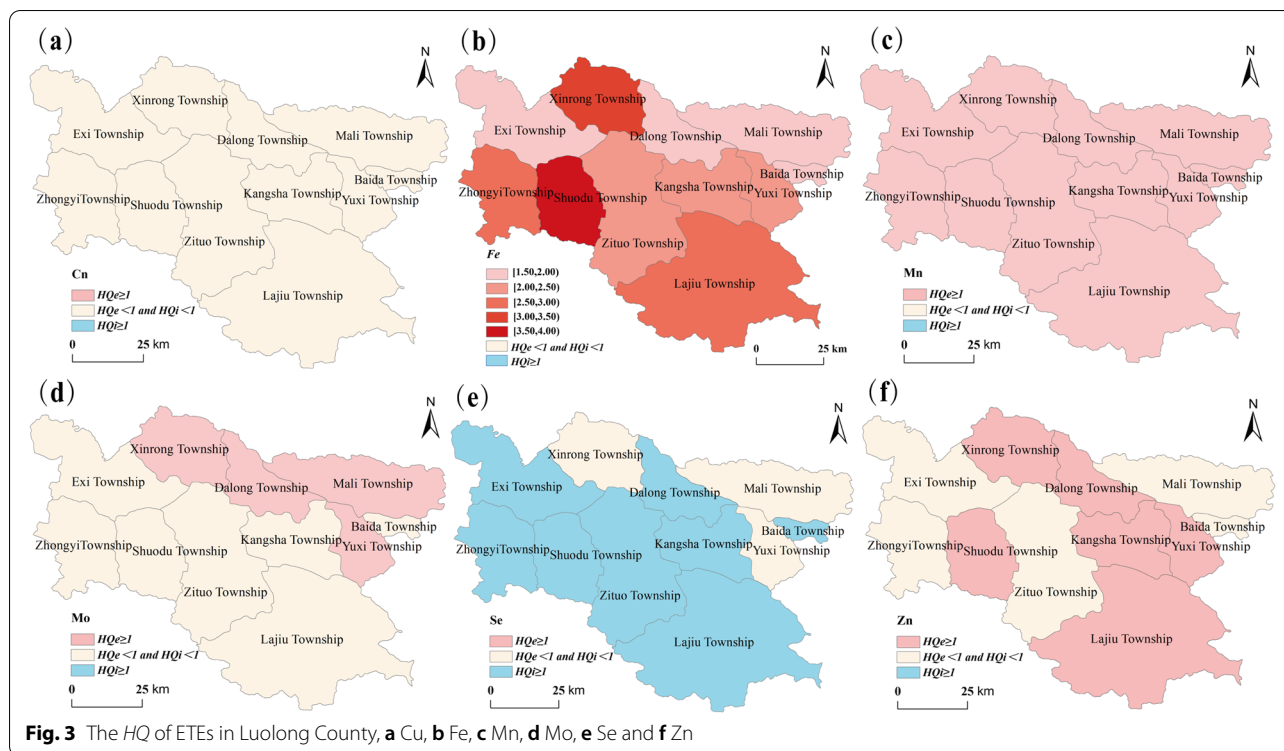 (a)
N
Xinrong Township
Exi Township
Dalong Township
Mali Township
Baida Township
Kangsha Township
Yuxi Township
ZhongyiTownship
Shuodu Township
Zituo Township
Lajiu Township
Cn
HQe≥1
HQe<1 and HQi<1
HQi≥1
0 25 km
(b)
N
Xinrong Township
Exi Township
Dalong Township
Mali Township
Baida Township
Kangsha Township
Yuxi Township
ZhongyiTownship
Shuodu Township
Zituo Township
Lajiu Township
Fe
[1.50,2.00)
[2.00,2.50)
[2.50,3.00)
[3.00,3.50)
[3.50,4.00)
HQe<1 and HQi<1
HQi≥1
0 25 km
(c)
N
Xinrong Township
Exi Township
Dalong Township
Mali Township
Baida Township
Kangsha Township
Yuxi Township
ZhongyiTownship
Shuodu Township
Zituo Township
Lajiu Township
Mn
HQe≥1
HQe<1 and HQi<1
HQi≥1
0 25 km
(d)
N
Xinrong Township
Exi Township
Dalong Township
Mali Township
Baida Township
Kangsha Township
Yuxi Township
ZhongyiTownship
Shuodu Township
Zituo Township
Lajiu Township
Mo
HQe≥1
HQe<1 and HQi<1
HQi≥1
0 25 km
(e)
N
Xinrong Township
Exi Township
Dalong Township
Mali Township
Baida Township
Kangsha Township
Yuxi Township
ZhongyiTownship
Shuodu Township
Zituo Township
Lajiu Township
Se
HQe≥1
HQe<1 and HQi<1
HQi≥1
0 25 km
(f)
N
Xinrong Township
Exi Township
Dalong Township
Mali Township
Baida Township
Kangsha Township
Yuxi Township
ZhongyiTownship
Shuodu Township
Zituo Township
Lajiu Township
Zn
HQe≥1
HQe<1 and HQi<1
HQi≥1
0 25 km
Fig. 3 The HQ of ETEs in Luolong County, a Cu, b Fe, c Mn, d Mo, e Se and f Zn